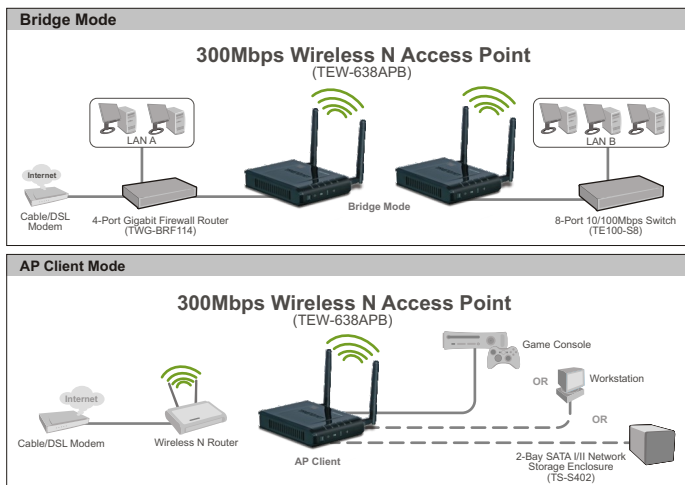 Bridge Mode
300Mbps Wireless N Access Point
(TEW-638APB)
LAN A
LAN B
Internet
Bridge Mode
Cable/DSL
Modem
4-Port Gigabit Firewall Router
(TWG-BRF114)
8-Port 10/100Mbps Switch
(TE100-S8)
AP Client Mode
300Mbps Wireless N Access Point
(TEW-638APB)
Game Console
OR
Workstation
Internet
OR
Cable/DSL Modem
Wireless N Router
AP Client
2-Bay SATA I/II Network
Storage Enclosure
(TS-S402)